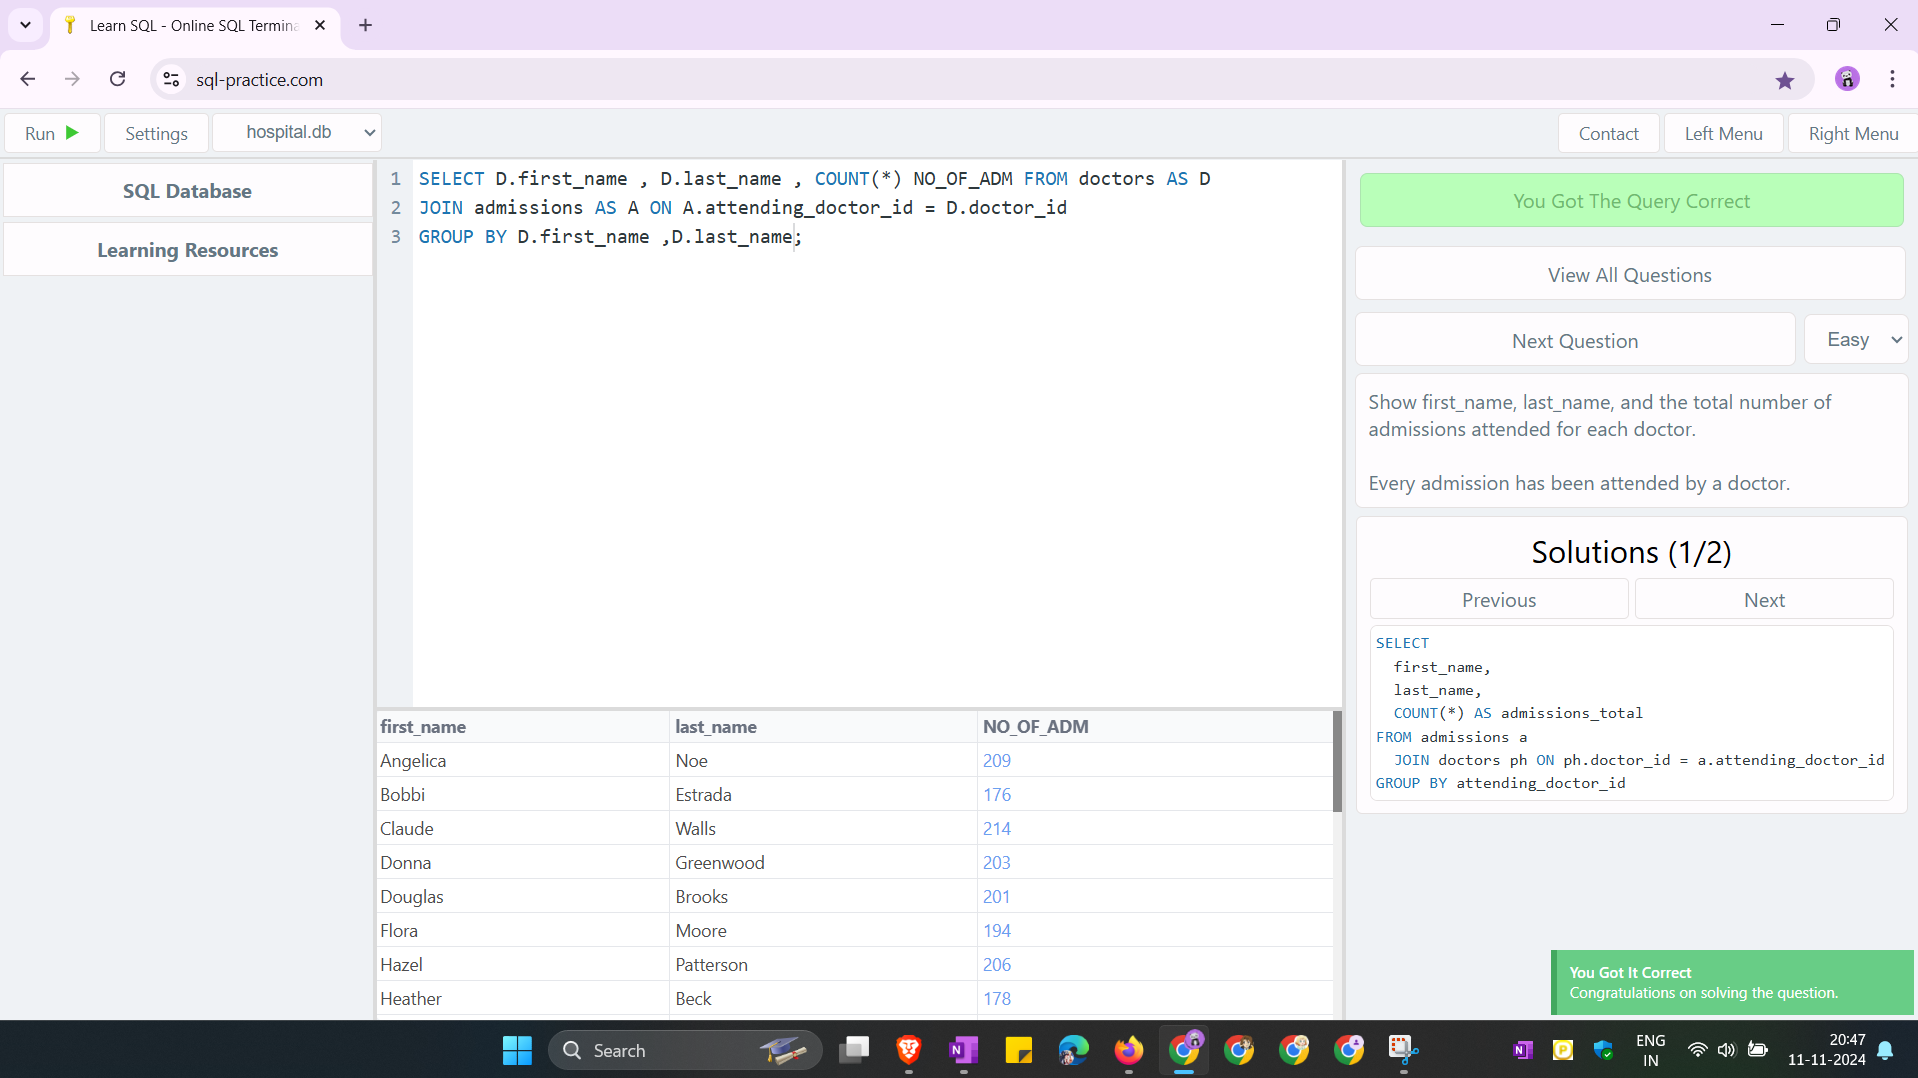 Learn SQL - Online SQL Termina
sql-practice.com
Run
Settings
hospital.db
Contact
Left Menu
Right Menu
SQL Database
Learning Resources
1 SELECT D.first_name , D.last_name , COUNT(*) NO_OF_ADM FROM doctors AS D
2 JOIN admissions AS A ON A.attending_doctor_id = D.doctor_id
3 GROUP BY D.first_name ,D.last_name;
first_name last_name NO_OF_ADM
Angelica Noe 209
Bobbi Estrada 176
Claude Walls 214
Donna Greenwood 203
Douglas Brooks 201
Flora Moore 194
Hazel Patterson 206
Heather Beck 178
You Got The Query Correct
View All Questions
Next Question
Easy
Show first_name, last_name, and the total number of
admissions attended for each doctor.
Every admission has been attended by a doctor.
Solutions (1/2)
Previous
Next
SELECT
first_name,
last_name,
COUNT(*) AS admissions_total
FROM admissions a
JOIN doctors ph ON ph.doctor_id = a.attending_doctor_id
GROUP BY attending_doctor_id
You Got It Correct
Congratulations on solving the question.
Search
ENG
IN
20:47
11-11-2024